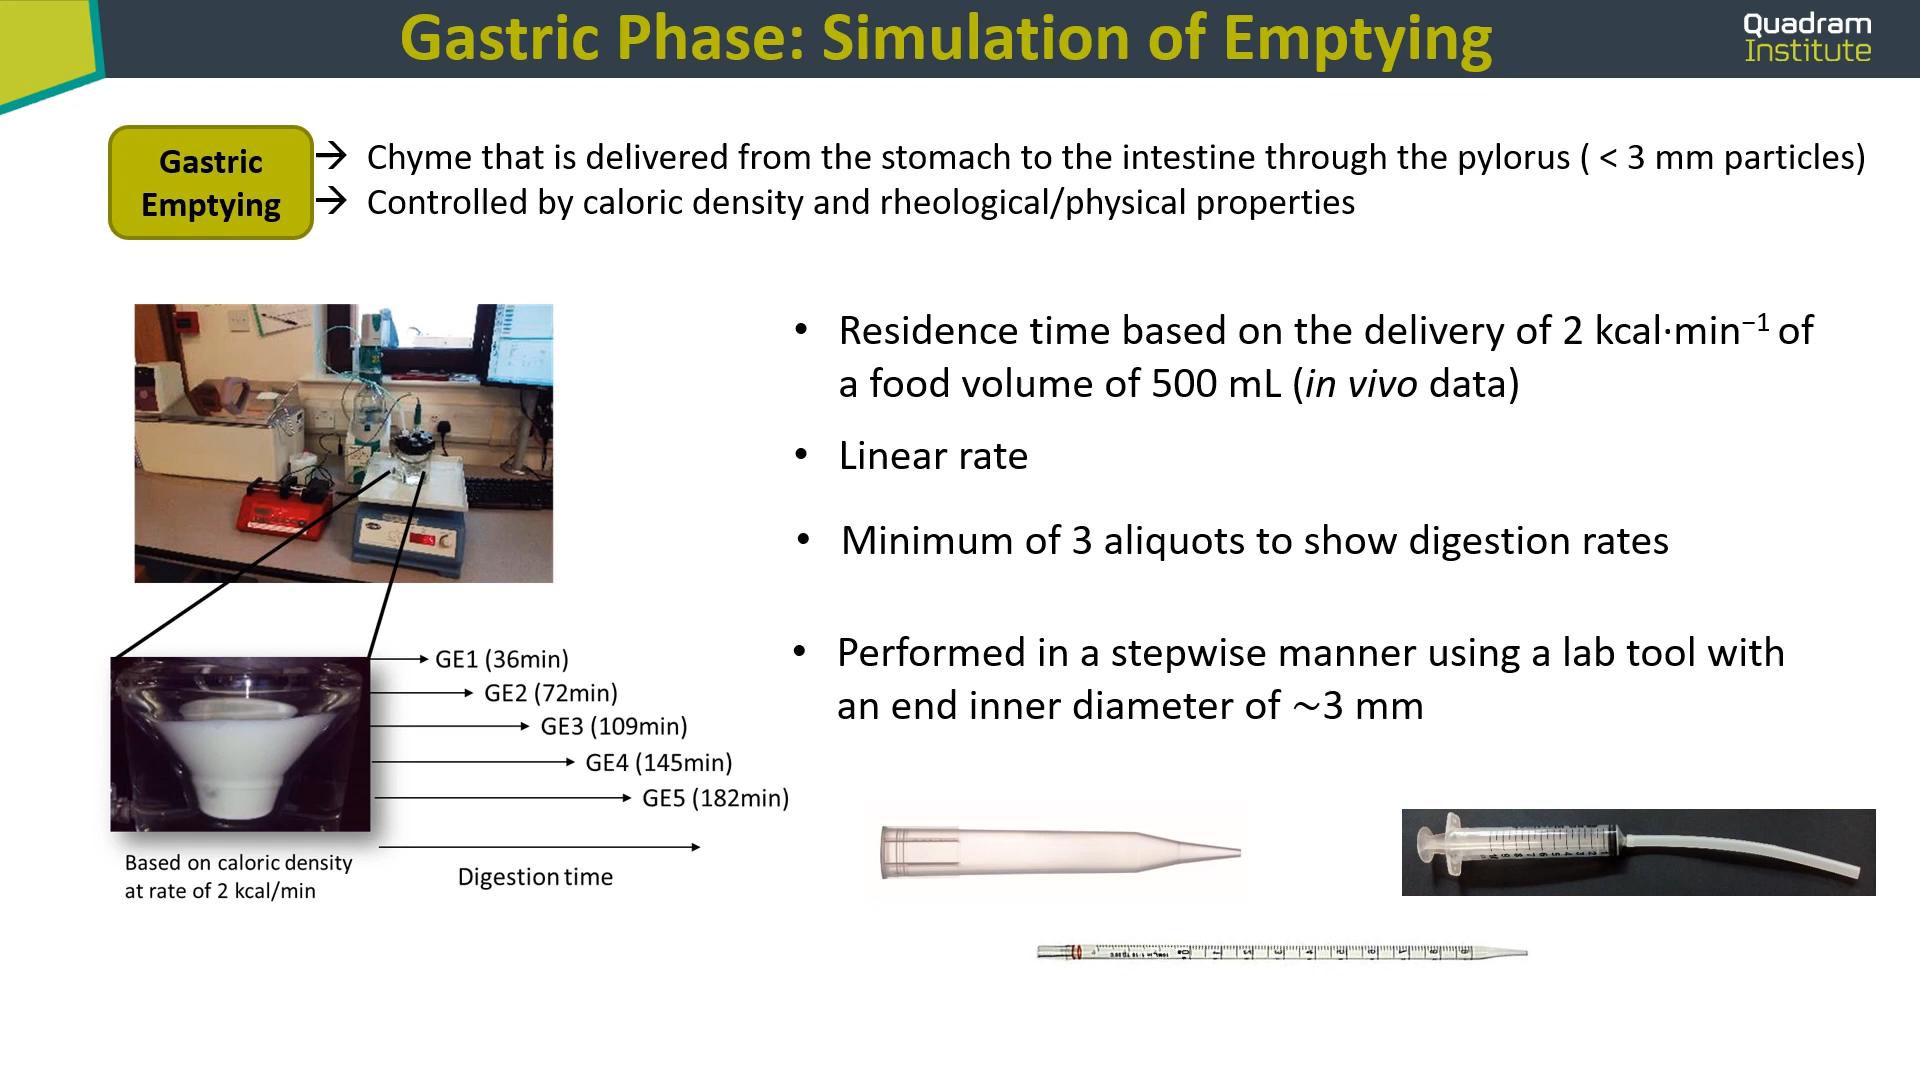 Gastric Phase: Simulation of Emptying
Quadram
Institute
Gastric
Emptying
→ Chyme that is delivered from the stomach to the intestine through the pylorus ( < 3 mm particles)
→ Controlled by caloric density and rheological/physical properties
• Residence time based on the delivery of 2 kcal·min⁻¹ of
a food volume of 500 mL (in vivo data)
• Linear rate
• Minimum of 3 aliquots to show digestion rates
• Performed in a stepwise manner using a lab tool with
an end inner diameter of ~3 mm
GE1 (36min)
GE2 (72min)
GE3 (109min)
GE4 (145min)
GE5 (182min)
Based on caloric density
at rate of 2 kcal/min
Digestion time